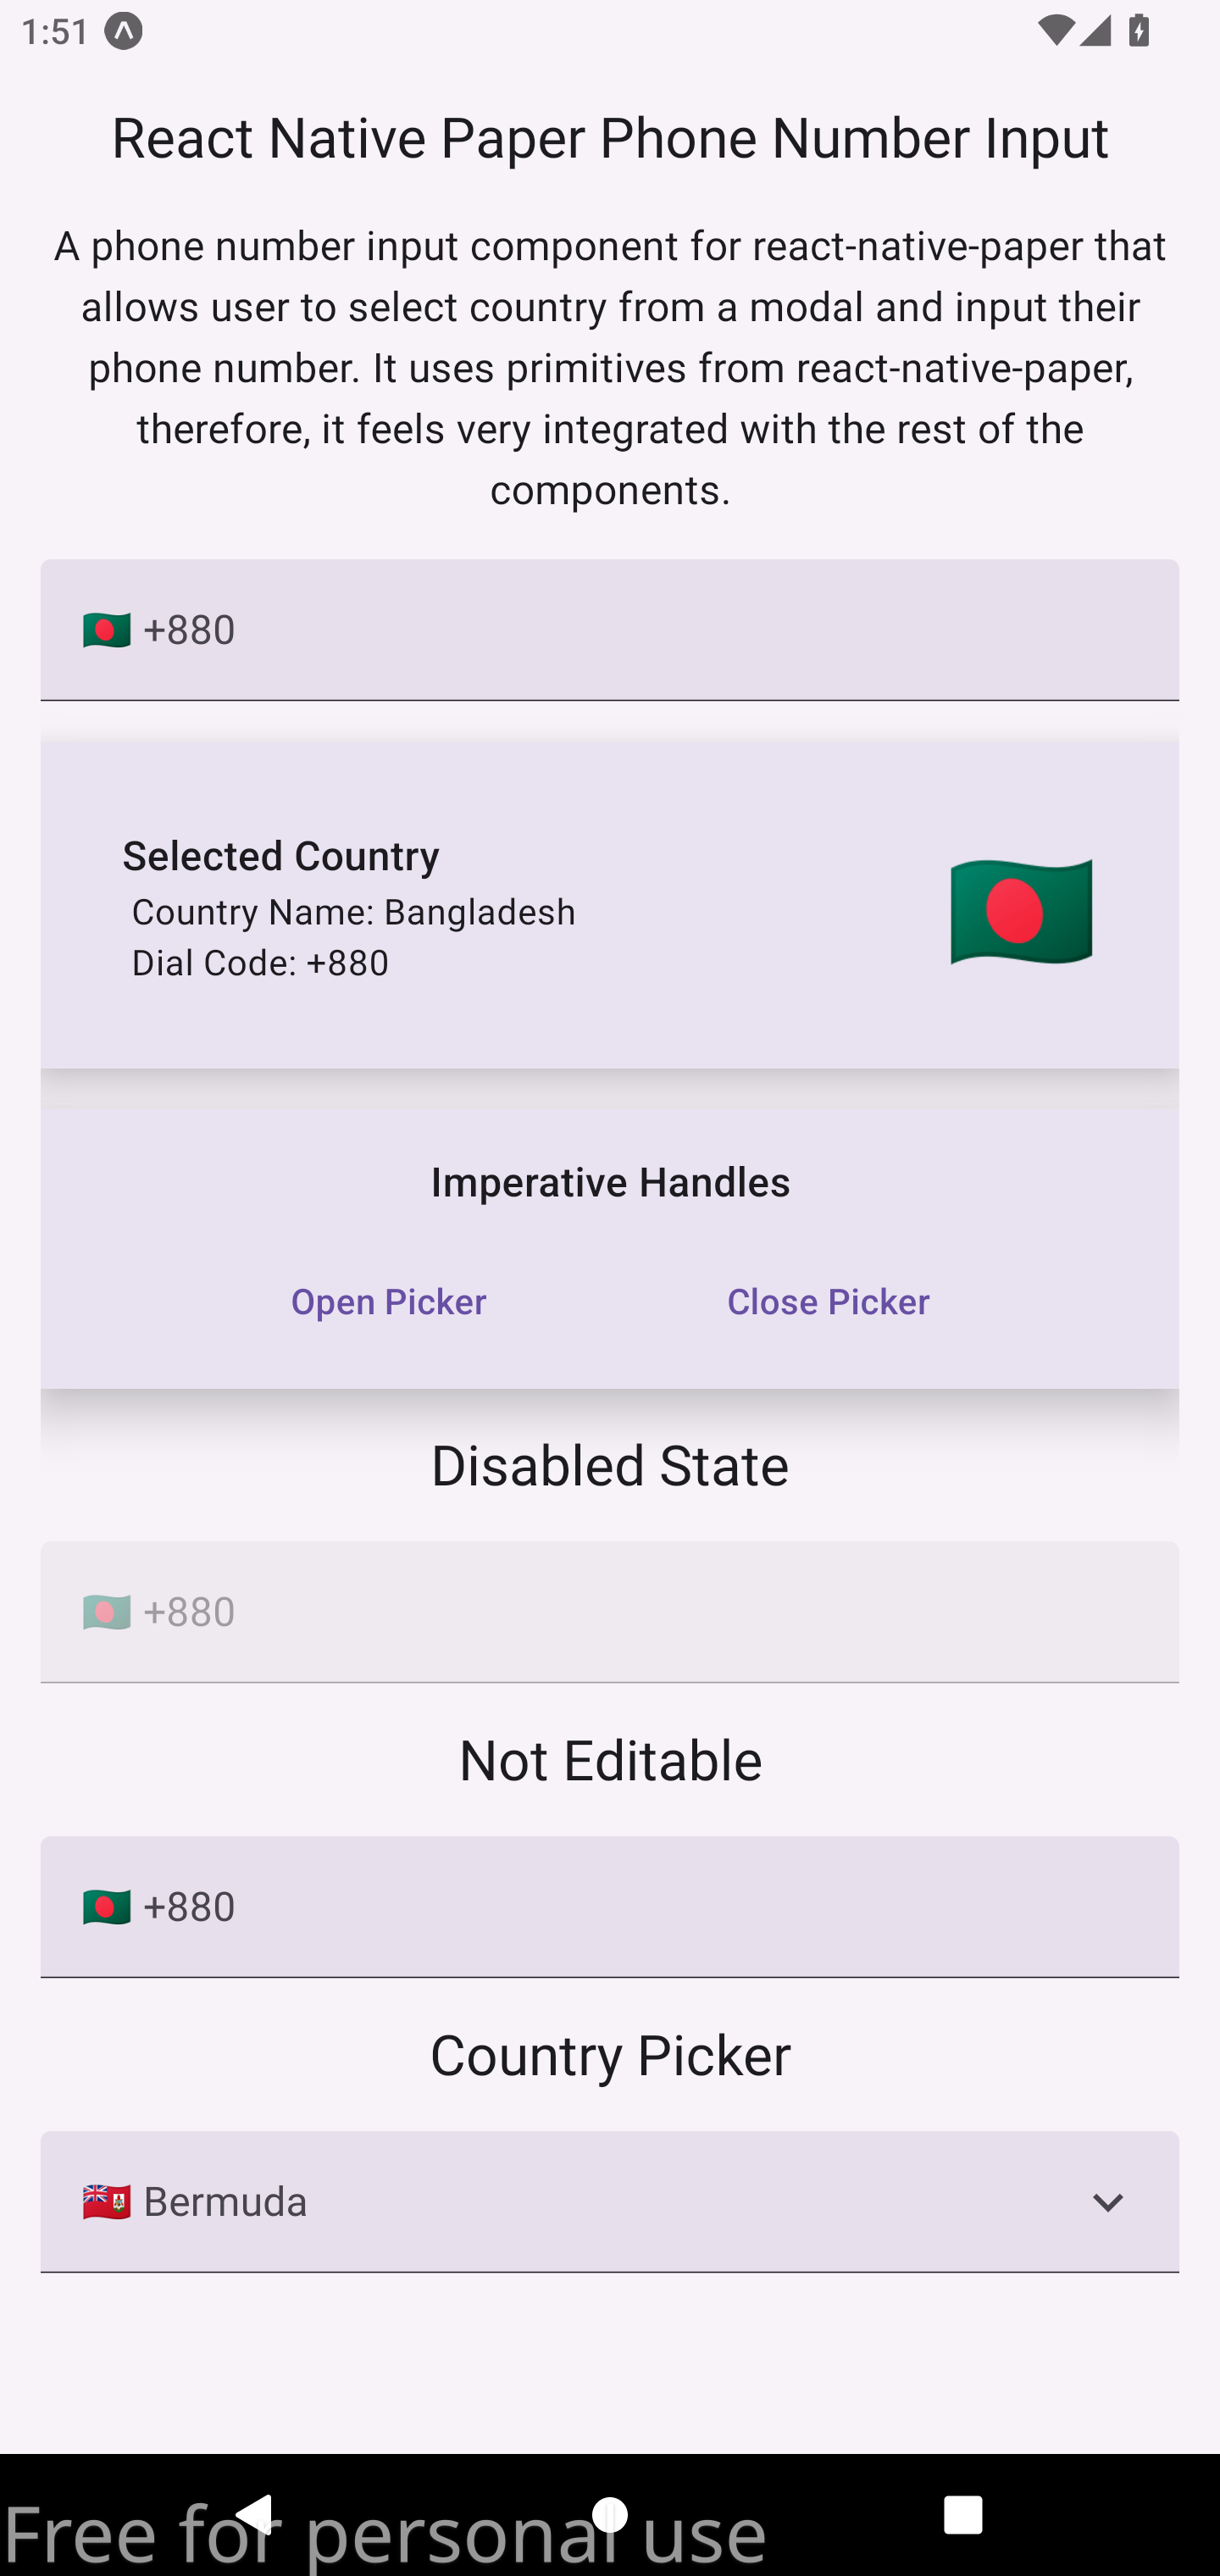 1:51
React Native Paper Phone Number Input
A phone number input component for react-native-paper that
allows user to select country from a modal and input their
phone number. It uses primitives from react-native-paper,
therefore, it feels very integrated with the rest of the
components.
+880
Selected Country
Country Name: Bangladesh
Dial Code: +880
Imperative Handles
Open Picker Close Picker
Disabled State
+880
Not Editable
+880
Country Picker
Bermuda
Free for personal use